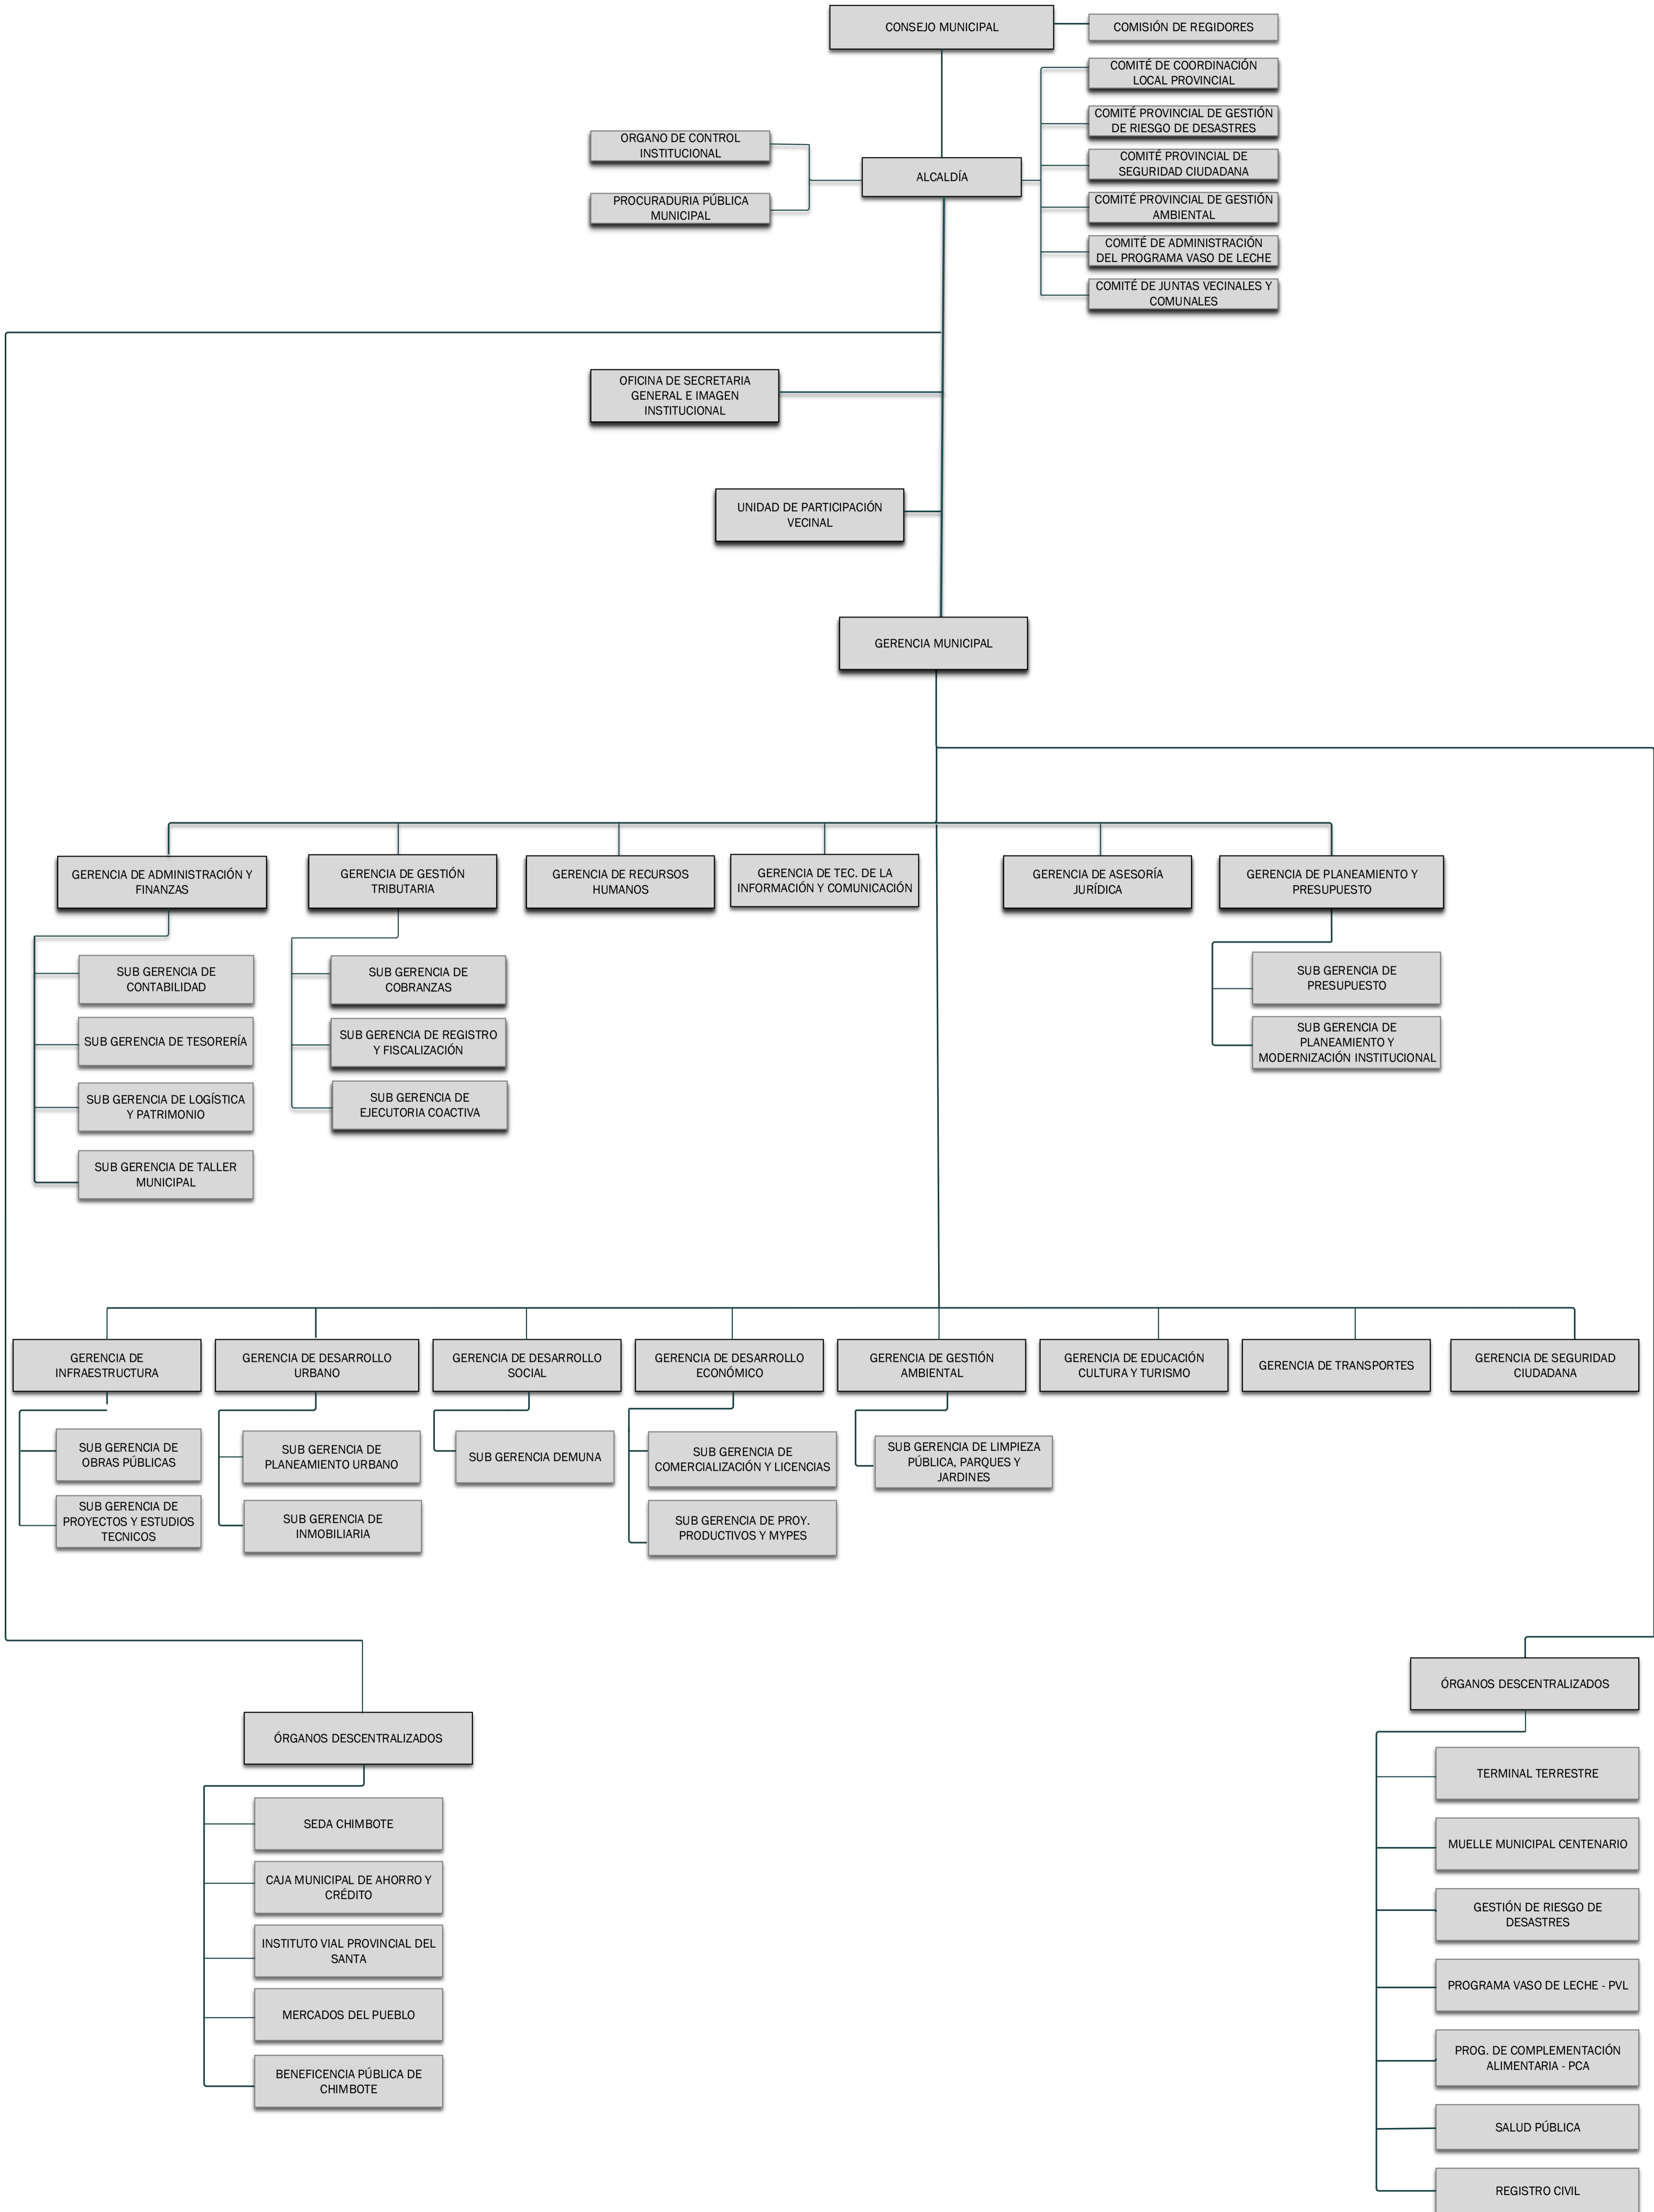 CONSEJO MUNICIPAL
COMISIÓN DE REGIDORES
COMITÉ DE COORDINACIÓN
LOCAL PROVINCIAL
COMITÉ PROVINCIAL DE GESTIÓN
DE RIESGO DE DESASTRES
ORGANO DE CONTROL
INSTITUCIONAL
COMITÉ PROVINCIAL DE
SEGURIDAD CIUDADANA
ALCALDÍA
PROCURADURIA PÚBLICA
MUNICIPAL
COMITÉ PROVINCIAL DE GESTIÓN
AMBIENTAL
COMITÉ DE ADMINISTRACIÓN
DEL PROGRAMA VASO DE LECHE
COMITÉ DE JUNTAS VECINALES Y
COMUNALES
OFICINA DE SECRETARIA
GENERAL E IMAGEN
INSTITUCIONAL
UNIDAD DE PARTICIPACIÓN
VECINAL
GERENCIA MUNICIPAL
GERENCIA DE ADMINISTRACIÓN Y
FINANZAS
GERENCIA DE GESTIÓN
TRIBUTARIA
GERENCIA DE RECURSOS
HUMANOS
GERENCIA DE TEC. DE LA
INFORMACIÓN Y COMUNICACIÓN
GERENCIA DE ASESORÍA
JURÍDICA
GERENCIA DE PLANEAMIENTO Y
PRESUPUESTO
SUB GERENCIA DE
CONTABILIDAD
SUB GERENCIA DE TESORERÍA
SUB GERENCIA DE LOGÍSTICA
Y PATRIMONIO
SUB GERENCIA DE TALLER
MUNICIPAL
SUB GERENCIA DE
COBRANZAS
SUB GERENCIA DE REGISTRO
Y FISCALIZACIÓN
SUB GERENCIA DE
EJECUTORIA COACTIVA
SUB GERENCIA DE
PRESUPUESTO
SUB GERENCIA DE
PLANEAMIENTO Y
MODERNIZACIÓN INSTITUCIONAL
GERENCIA DE
INFRAESTRUCTURA
GERENCIA DE DESARROLLO
URBANO
GERENCIA DE DESARROLLO
SOCIAL
GERENCIA DE DESARROLLO
ECONÓMICO
GERENCIA DE GESTIÓN
AMBIENTAL
GERENCIA DE EDUCACIÓN
CULTURA Y TURISMO
GERENCIA DE TRANSPORTES
GERENCIA DE SEGURIDAD
CIUDADANA
SUB GERENCIA DE
OBRAS PÚBLICAS
SUB GERENCIA DE
PROYECTOS Y ESTUDIOS
TECNICOS
SUB GERENCIA DE
PLANEAMIENTO URBANO
SUB GERENCIA DE
INMOBILIARIA
SUB GERENCIA DEMUNA
SUB GERENCIA DE
COMERCIALIZACIÓN Y LICENCIAS
SUB GERENCIA DE PROY.
PRODUCTIVOS Y MYPES
SUB GERENCIA DE LIMPIEZA
PÚBLICA, PARQUES Y
JARDINES
ÓRGANOS DESCENTRALIZADOS
SEDA CHIMBOTE
CAJA MUNICIPAL DE AHORRO Y
CRÉDITO
INSTITUTO VIAL PROVINCIAL DEL
SANTA
MERCADOS DEL PUEBLO
BENEFICENCIA PÚBLICA DE
CHIMBOTE
ÓRGANOS DESCENTRALIZADOS
TERMINAL TERRESTRE
MUELLE MUNICIPAL CENTENARIO
GESTIÓN DE RIESGO DE
DESASTRES
PROGRAMA VASO DE LECHE - PVL
PROG. DE COMPLEMENTACIÓN
ALIMENTARIA - PCA
SALUD PÚBLICA
REGISTRO CIVIL